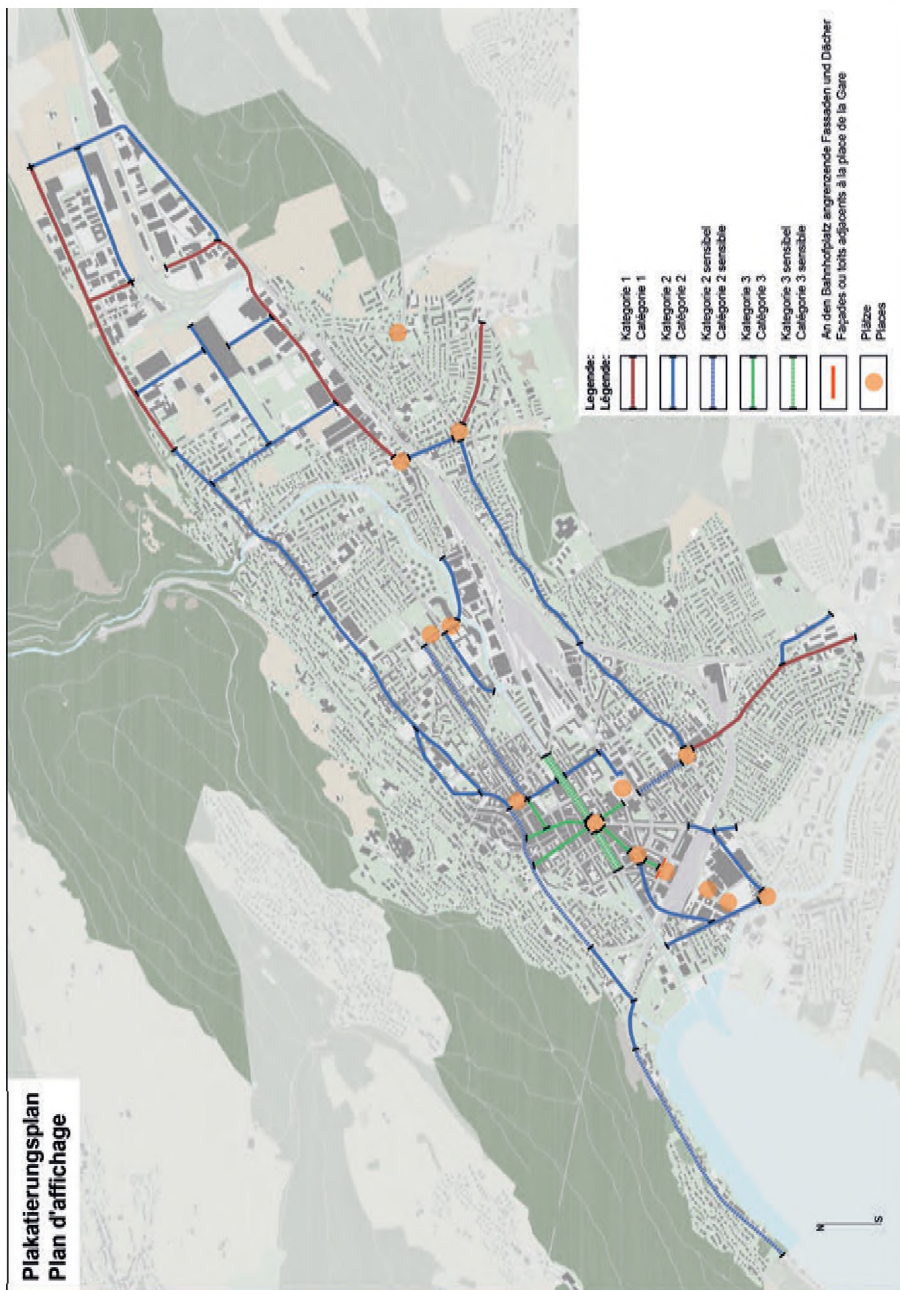 Plakatierungsplan
Plan d'affichage
Legende:
Légende:
Kategorie 1
Catégorie 1
Kategorie 2
Catégorie 2
Kategorie 2 sensibel
Catégorie 2 sensible
Kategorie 3
Catégorie 3
Kategorie 3 sensibel
Catégorie 3 sensible
An den Bahnhofplatz angrenzende Fassaden und Dächer
Façades ou toits adjacents à la place de la Gare
Plätze
Places
N
S